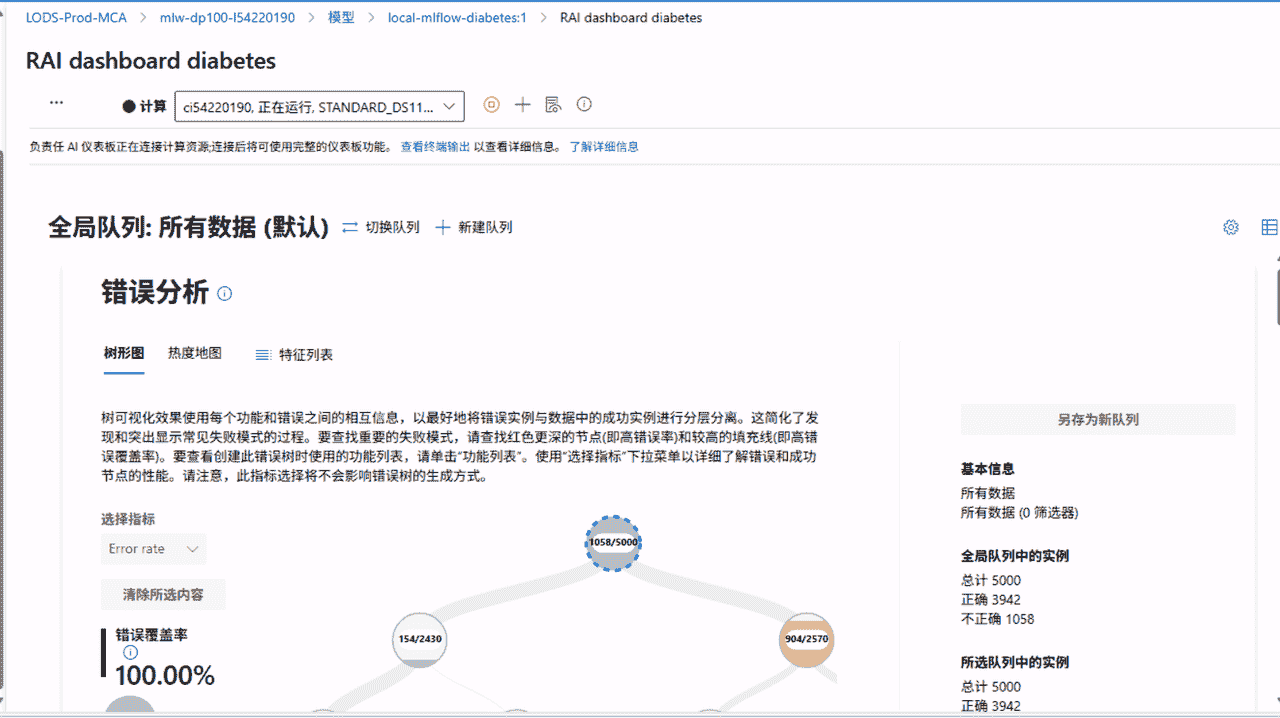 LODS-Prod-MCA > mlw-dp100-l54220190 > 模型 > local-mlflow-diabetes:1 > RAI dashboard diabetes
RAI dashboard diabetes
... 计算 ci54220190, 正在运行, STANDARD_DS11...
负责任 AI 仪表板正在连接计算资源;连接后将可使用完整的仪表板功能。 查看终端输出 以查看详细信息。 了解详细信息
全局队列: 所有数据 (默认) 切换队列 新建队列
错误分析
树形图 热度地图 特征列表
树可视化效果使用每个功能和错误之间的相互信息，以最好地将错误实例与数据中的成功实例进行分层分离。这简化了发
现和突出显示常见失败模式的过程。要查找重要的失败模式，请查找红色更深的节点(即高错误率)和较高的填充线(即高错
误覆盖率)。要查看创建此错误树时使用的功能列表，请单击“功能列表”。使用“选择指标”下拉菜单以详细了解错误和成功
节点的性能。请注意，此指标选择将不会影响错误树的生成方式。
选择指标
Error rate
清除所选内容
错误覆盖率
100.00%
1058/5000
154/2430
904/2570
另存为新队列
基本信息
所有数据
所有数据 (0 筛选器)
全局队列中的实例
总计 5000
正确 3942
不正确 1058
所选队列中的实例
总计 5000
正确 3942